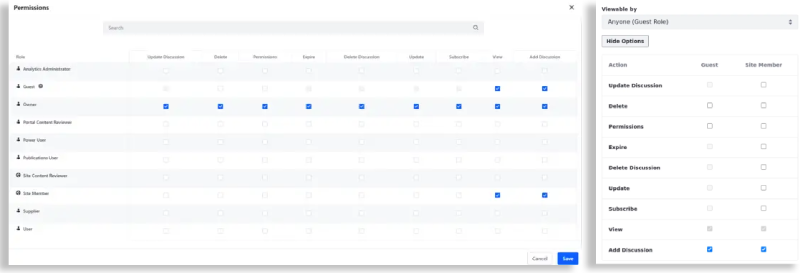 Permissions
Search
Role Update Discussion Delete Permissions Expire Delete Discussion Update Subscribe View Add Discussion
Analytics Administrator
Guest
Owner
Portal Content Reviewer
Power User
Publications User
Site Content Reviewer
Site Member
Supplier
User
Cancel Save
Viewable by
Anyone (Guest Role)
Hide Options
Action Guest Site Member
Update Discussion
Delete
Permissions
Expire
Delete Discussion
Update
Subscribe
View
Add Discussion